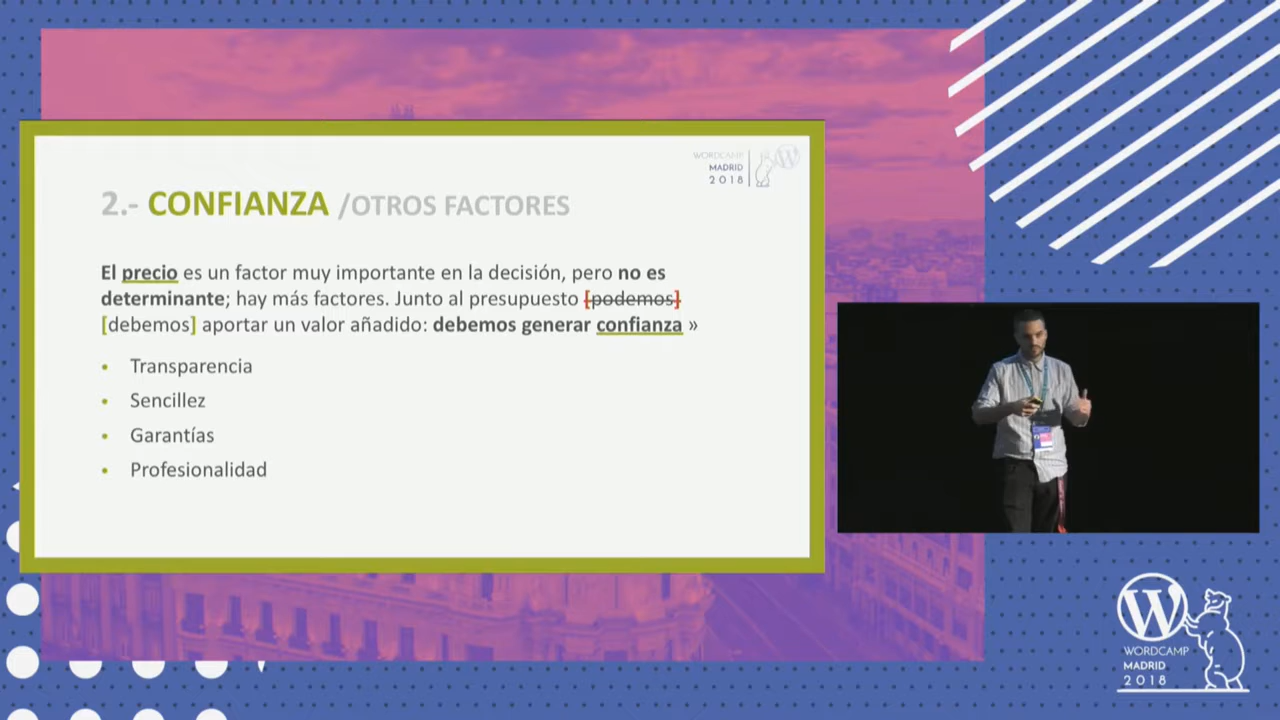 WORDCAMP
MADRID
2018
2.- CONFIANZA /OTROS FACTORES
El precio es un factor muy importante en la decisión, pero no es
determinante; hay más factores. Junto al presupuesto [podemos]
[debemos] aportar un valor añadido: debemos generar confianza »
• Transparencia
• Sencillez
• Garantías
• Profesionalidad
W
WORDCAMP
MADRID
2018